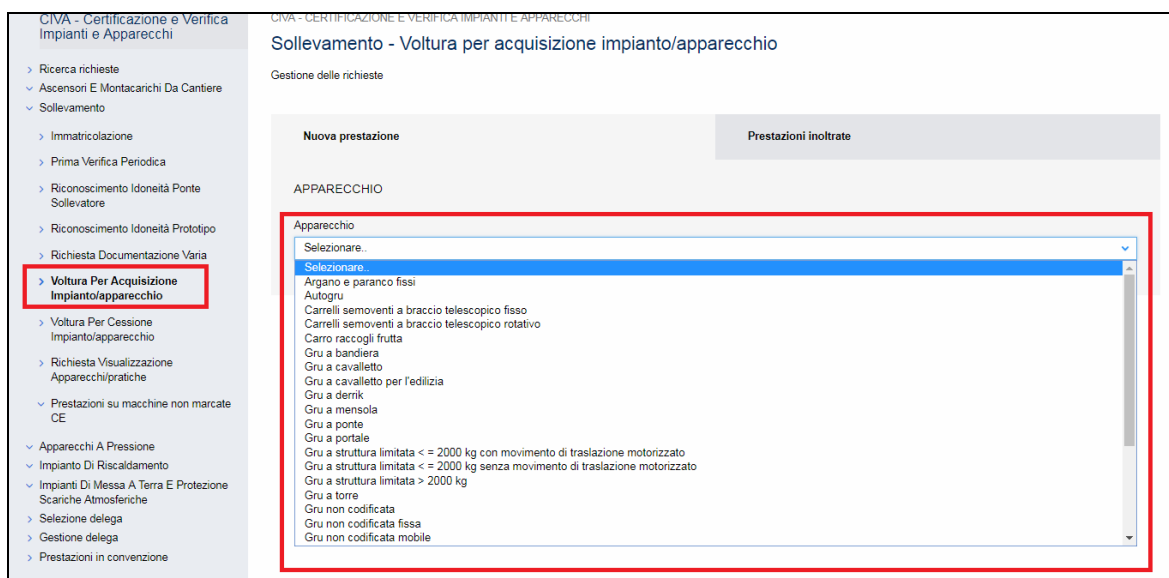 CIVA - Certificazione e Verifica
Impianti e Apparecchi
> Ricerca richieste
Ascensori E Montacarichi Da Cantiere
Sollevamento
> Immatricolazione
> Prima Verifica Periodica
> Riconoscimento Idoneità Ponte
Sollevatore
> Riconoscimento Idoneità Prototipo
> Richiesta Documentazione Varia
> Voltura Per Acquisizione
Impianto/apparecchio
> Voltura Per Cessione
Impianto/apparecchio
> Richiesta Visualizzazione
Apparecchi/pratiche
Prestazioni su macchine non marcate
CE
Apparecchi A Pressione
Impianto Di Riscaldamento
Impianti Di Messa A Terra E Protezione
Scariche Atmosferiche
> Selezione delega
> Gestione delega
> Prestazioni in convenzione
CIVA - CERTIFICAZIONE E VERIFICA IMPIANTI E APPARECCHI
Sollevamento - Voltura per acquisizione impianto/apparecchio
Gestione delle richieste
Nuova prestazione
Prestazioni inoltrate
APPARECCHIO
Apparecchio
Selezionare..
Selezionare..
Argano e paranco fissi
Autogru
Carrelli semoventi a braccio telescopico fisso
Carrelli semoventi a braccio telescopico rotativo
Carro raccogli frutta
Gru a bandiera
Gru a cavalletto
Gru a cavalletto per l'edilizia
Gru a derrik
Gru a mensola
Gru a ponte
Gru a portale
Gru a struttura limitata < = 2000 kg con movimento di traslazione motorizzato
Gru a struttura limitata < = 2000 kg senza movimento di traslazione motorizzato
Gru a struttura limitata > 2000 kg
Gru a torre
Gru non codificata
Gru non codificata fissa
Gru non codificata mobile